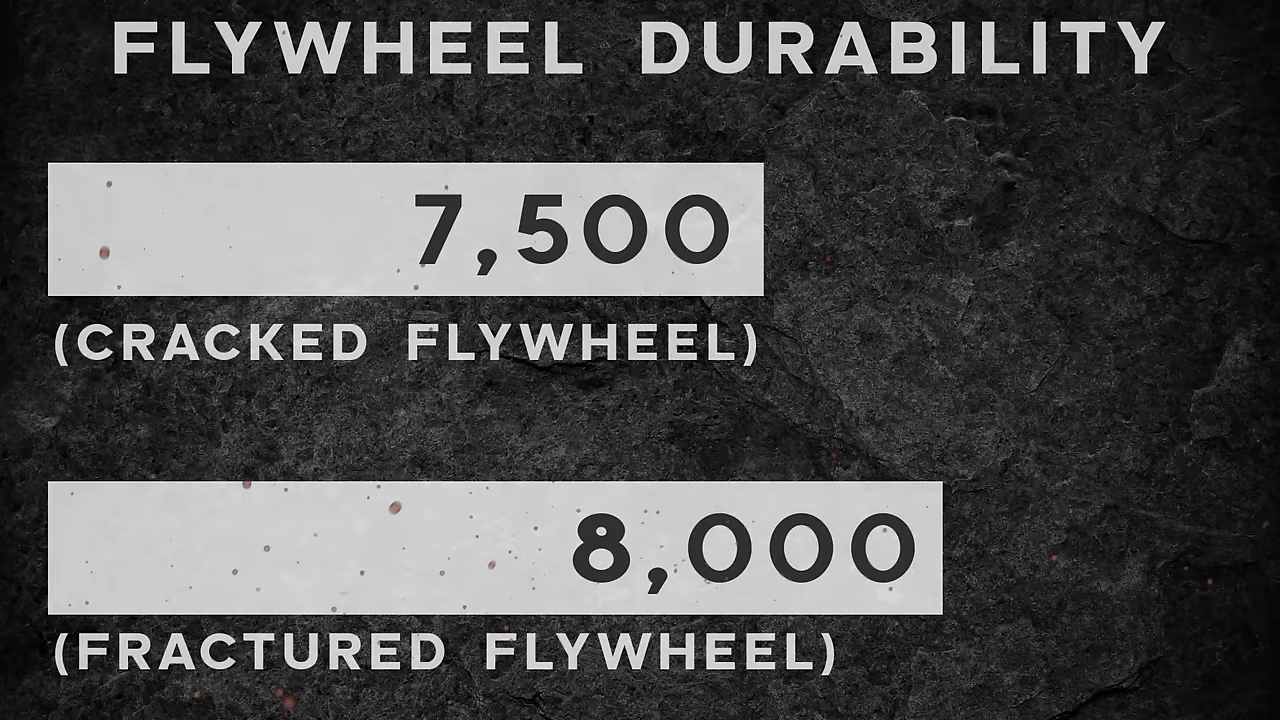 FLYWHEEL DURABILITY
7,500
(CRACKED FLYWHEEL)
8,000
(FRACTURED FLYWHEEL)